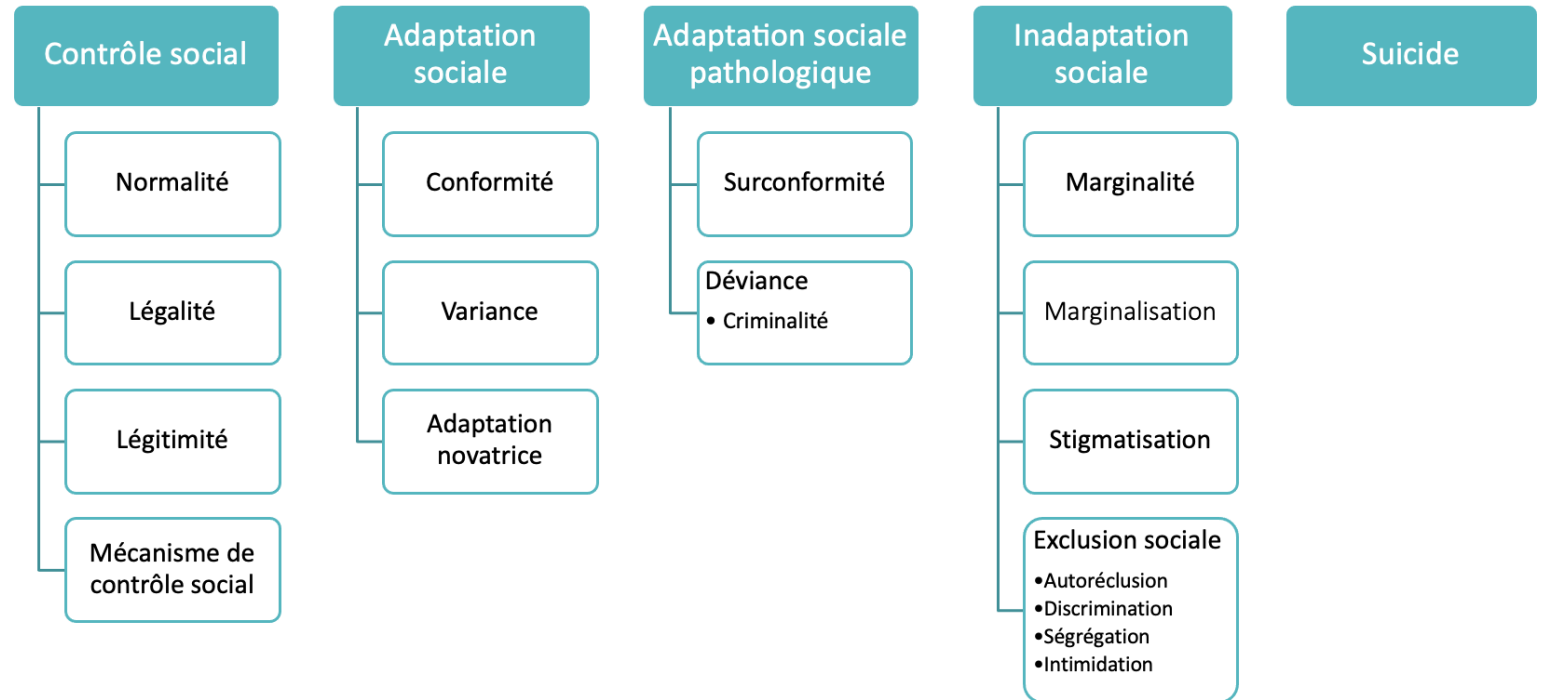 Contrôle social
Normalité
Légalité
Légitimité
Mécanisme de
contrôle social
Adaptation
sociale
Conformité
Variance
Adaptation
novatrice
Adaptation sociale
pathologique
Surconformité
Déviance
• Criminalité
Inadaptation
sociale
Marginalité
Marginalisation
Stigmatisation
Exclusion sociale
•Autoréclusion
•Discrimination
•Ségrégation
•Intimidation
Suicide